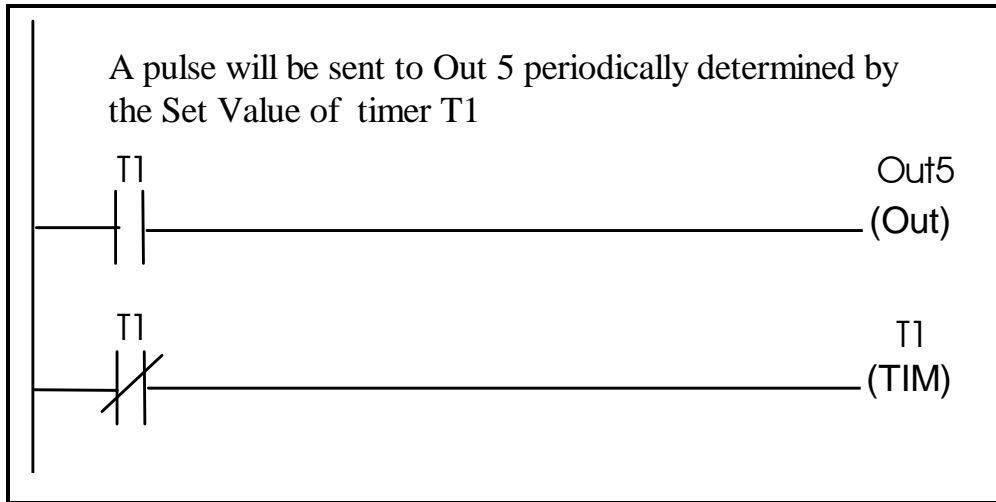 A pulse will be sent to Out 5 periodically determined by
the Set Value of timer T1
T1
Out5
(Out)
T1
T1
(TIM)